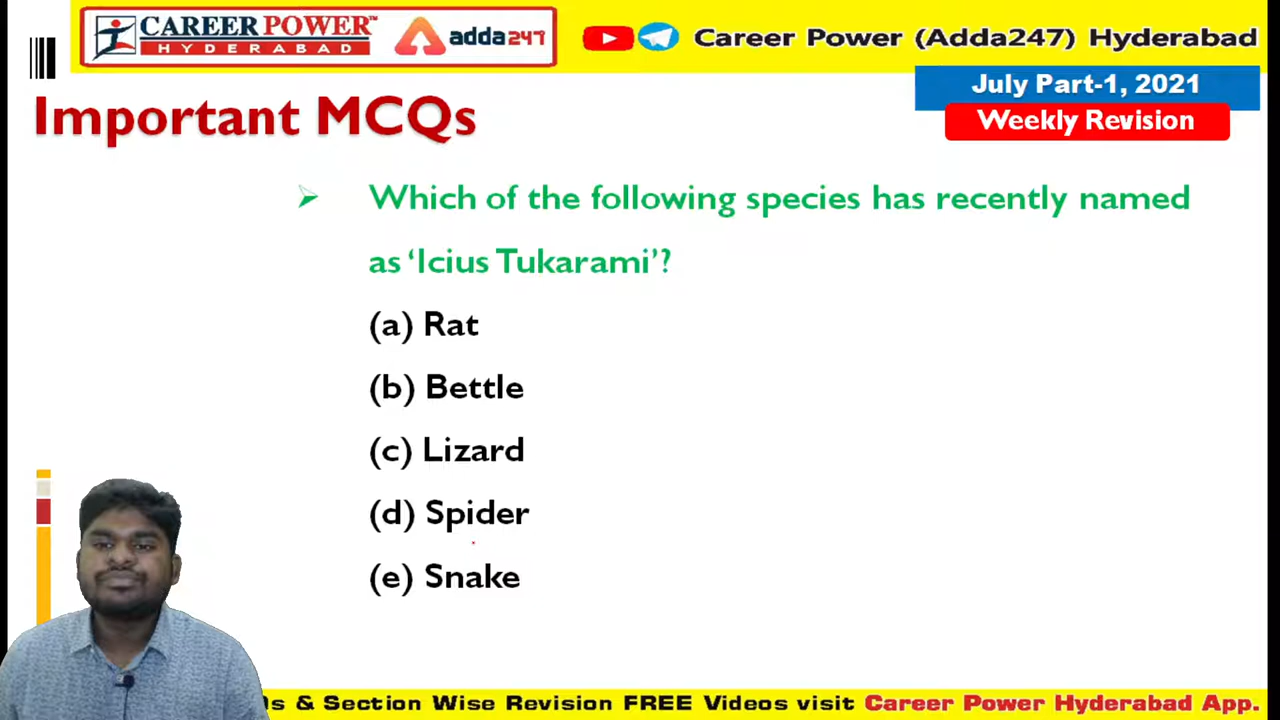 CAREER POWER™
HYDERABAD
adda247
Career Power (Adda247) Hyderabad
July Part-1, 2021
Weekly Revision
Important MCQs
Which of the following species has recently named
as ‘Icius Tukarami’?
(a) Rat
(b) Bettle
(c) Lizard
(d) Spider
(e) Snake
& Section Wise Revision FREE Videos visit Career Power Hyderabad App.